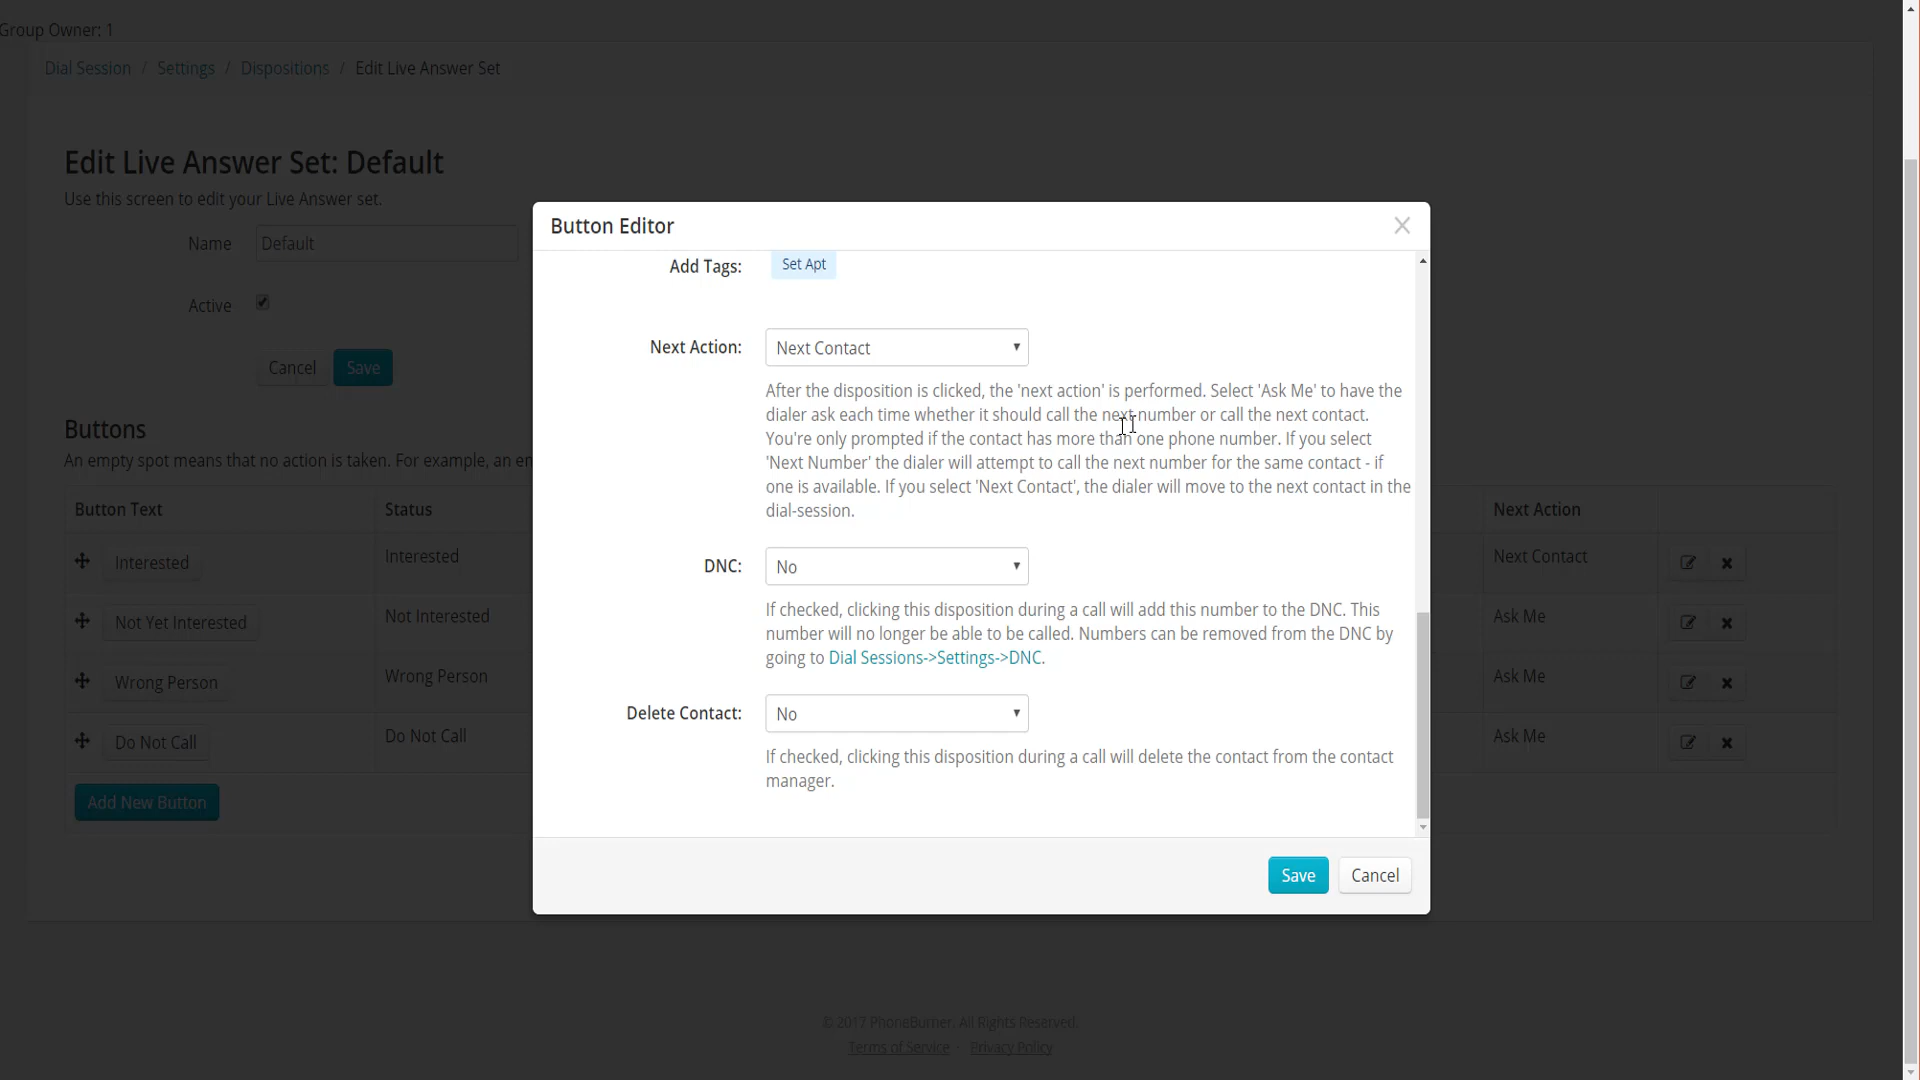 Group Owner: 1
Dial Session / Settings / Dispositions / Edit Live Answer Set
Edit Live Answer Set: Default
Use this screen to edit your Live Answer set.
Name Default
Active
Cancel Save
Buttons
An empty spot means that no action is taken. For example, an en
Button Text Status Next Action
Interested Interested Next Contact
Not Yet Interested Not Interested Ask Me
Wrong Person Wrong Person Ask Me
Do Not Call Do Not Call Ask Me
Add New Button
Button Editor
Add Tags: Set Apt
Next Action: Next Contact
After the disposition is clicked, the 'next action' is performed. Select 'Ask Me' to have the
dialer ask each time whether it should call the next number or call the next contact.
You're only prompted if the contact has more than one phone number. If you select
'Next Number' the dialer will attempt to call the next number for the same contact - if
one is available. If you select 'Next Contact', the dialer will move to the next contact in the
dial-session.
DNC: No
If checked, clicking this disposition during a call will add this number to the DNC. This
number will no longer be able to be called. Numbers can be removed from the DNC by
going to Dial Sessions->Settings->DNC.
Delete Contact: No
If checked, clicking this disposition during a call will delete the contact from the contact
manager.
Save Cancel
© 2017 PhoneBurner. All Rights Reserved.
Terms of Service - Privacy Policy